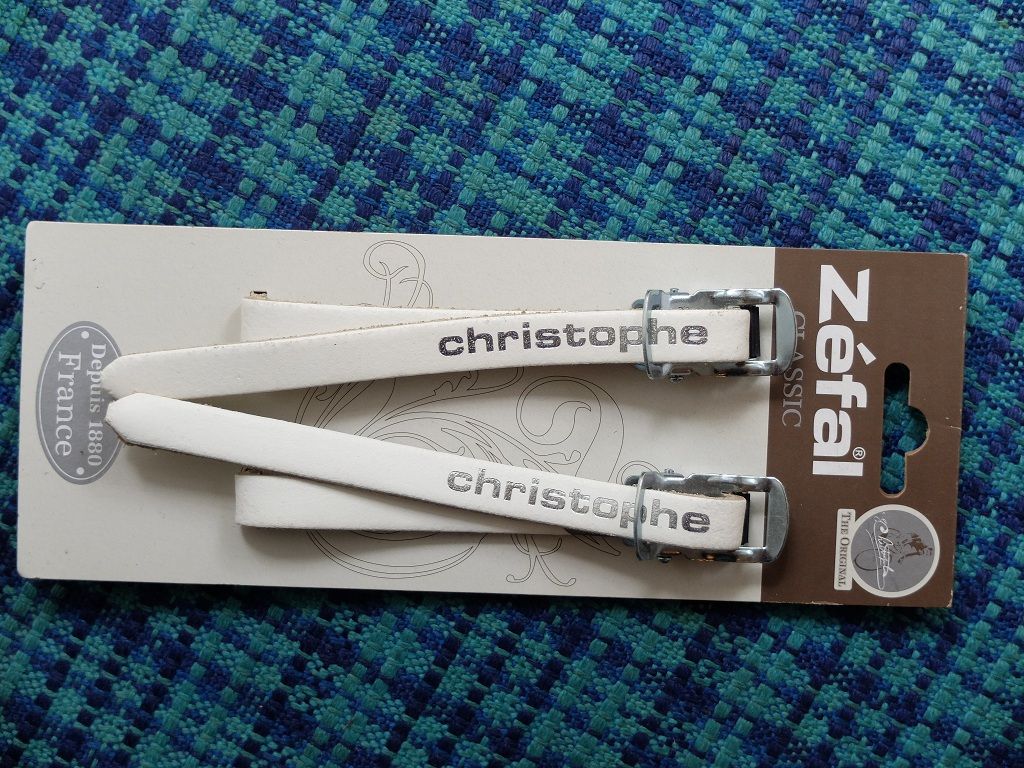 Zéfal®
CLASSIC
THE ORIGINAL
christophe
christophe
Depuis 1880
France